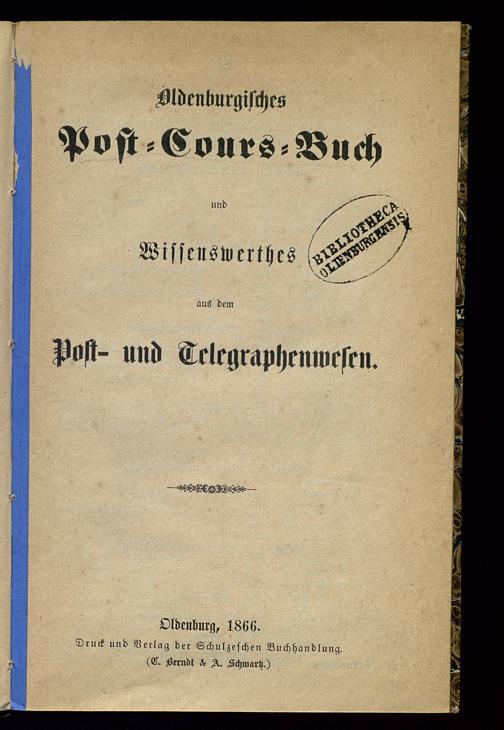 Oldenburgisches
Post-Cours-Buch
und
Wissenswerthes
BIBLIOTHECA
OLDENBURGENSIS
aus dem
Post- und Telegraphenwesen.
Oldenburg, 1866.
Druck und Verlag der Schulzeschen Buchhandlung.
(C. Berndt & A. Schwartz.)